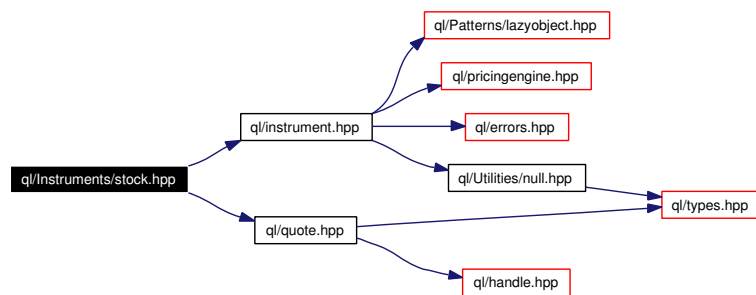 ql/Patterns/lazyobject.hpp
ql/pricingengine.hpp
ql/instrument.hpp
ql/errors.hpp
ql/Instruments/stock.hpp
ql/Utilities/null.hpp
ql/types.hpp
ql/quote.hpp
ql/handle.hpp